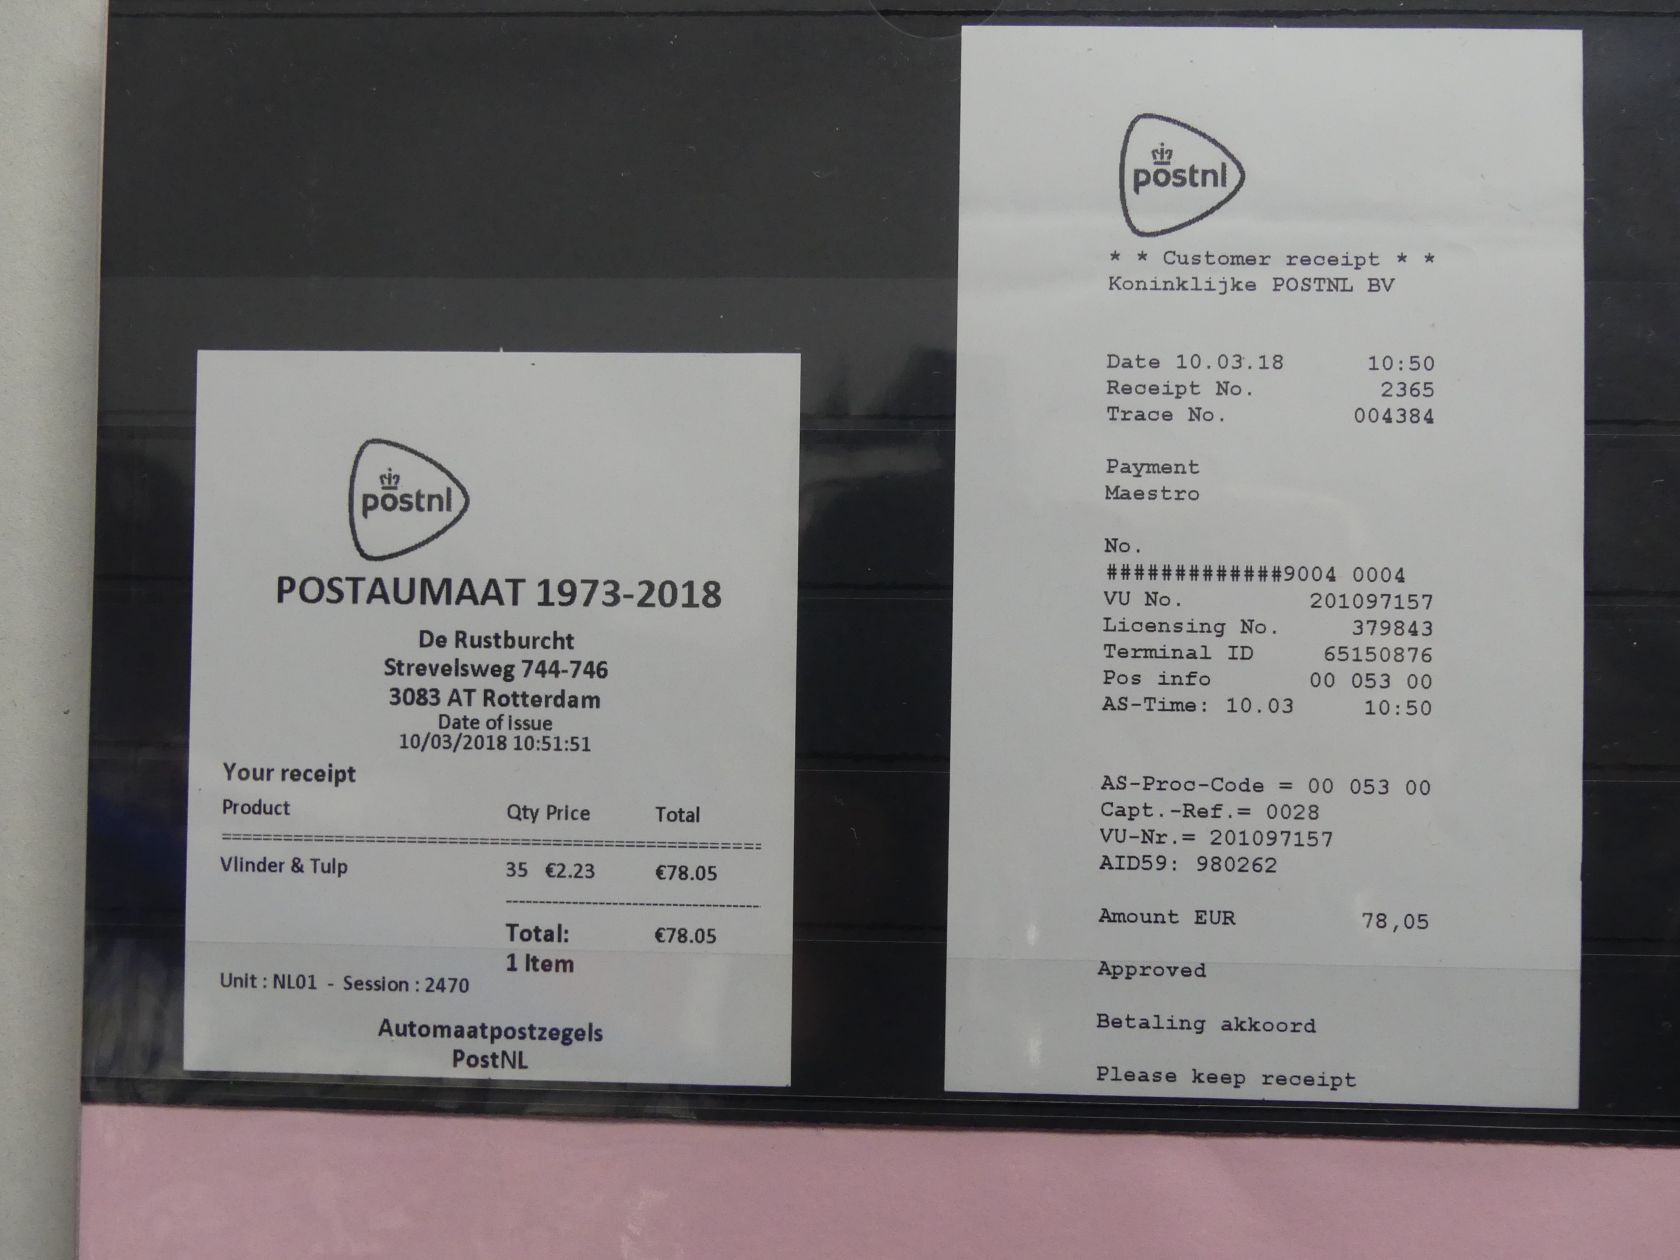 postnl
POSTAUMAAT 1973-2018
De Rustburcht
Strevelsweg 744-746
3083 AT Rotterdam
Date of issue
10/03/2018 10:51:51
Your receipt
Product Qty Price Total
Vlinder & Tulp 35 €2.23 €78.05
Total: €78.05
1 Item
Unit : NL01 - Session : 2470
Automaatpostzegels
PostNL
postnl
* * Customer receipt * *
Koninklijke POSTNL BV
Date 10.03.18 10:50
Receipt No. 2365
Trace No. 004384
Payment
Maestro
No.
#############9004 0004
VU No. 201097157
Licensing No. 379843
Terminal ID 65150876
Pos info 00 053 00
AS-Time: 10.03 10:50
AS-Proc-Code = 00 053 00
Capt.-Ref.= 0028
VU-Nr.= 201097157
AID59: 980262
Amount EUR 78,05
Approved
Betaling akkoord
Please keep receipt